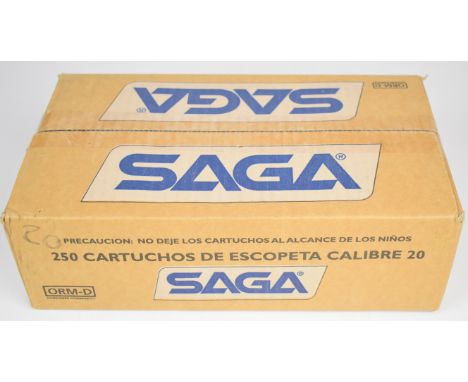 SAGA®
ORM-D
SAGA®
20
PRECAUCION: NO DEJE LOS CARTUCHOS AL ALCANCE DE LOS NIÑOS
250 CARTUCHOS DE ESCOPETA CALIBRE 20
SAGA®
ORM-D